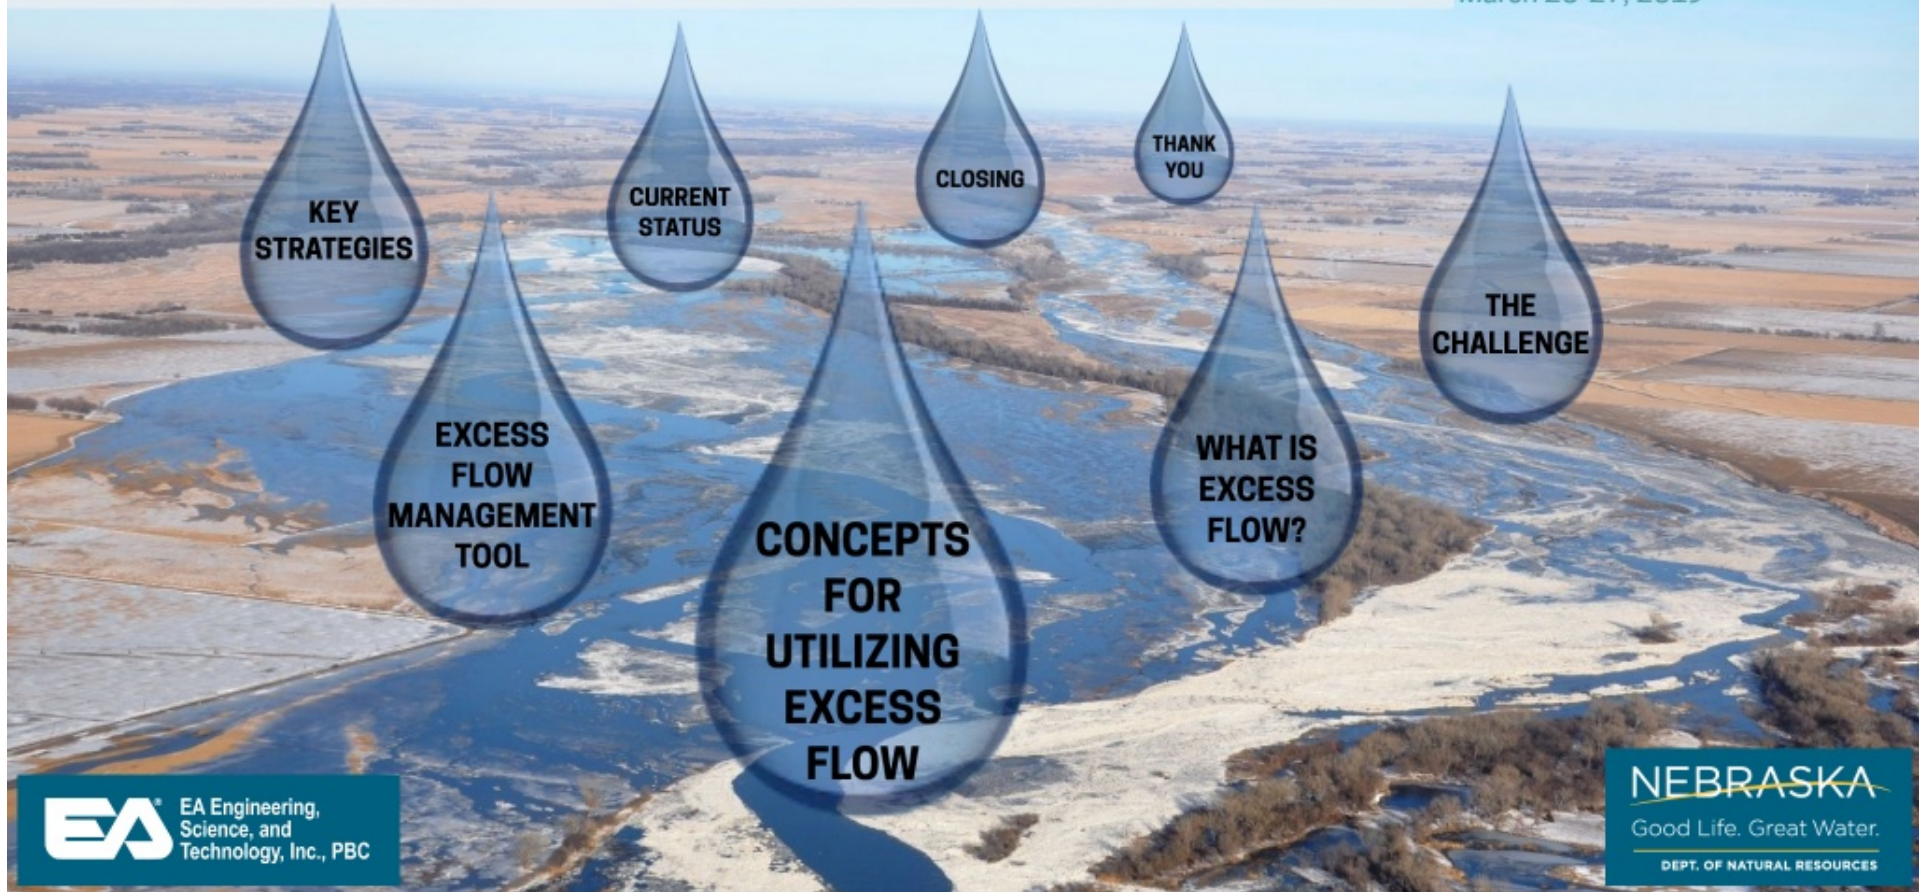 KEY
STRATEGIES
CURRENT
STATUS
CLOSING
THANK
YOU
THE
CHALLENGE
EXCESS
FLOW
MANAGEMENT
TOOL
CONCEPTS
FOR
UTILIZING
EXCESS
FLOW
WHAT IS
EXCESS
FLOW?
EA®
EA Engineering,
Science, and
Technology, Inc., PBC
NEBRASKA
Good Life. Great Water.
DEPT. OF NATURAL RESOURCES